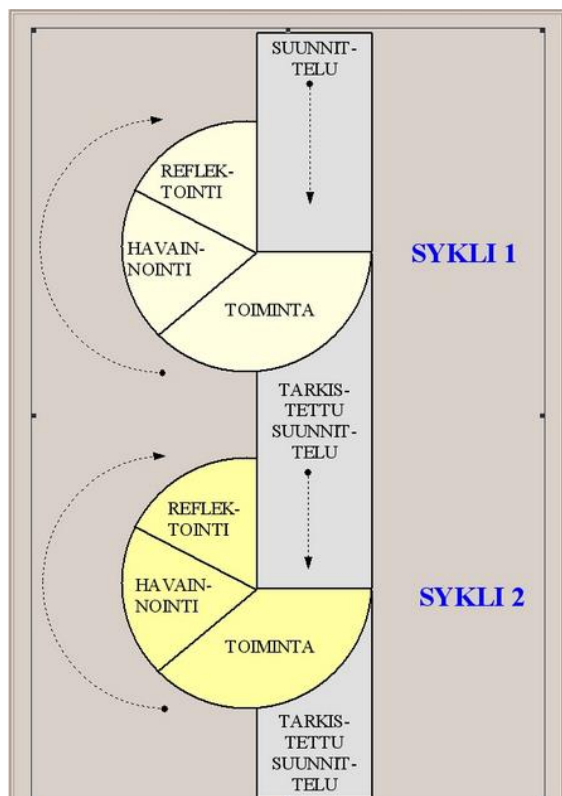 SUUNNIT-
TELU
REFLEK-
TOINTI
HAVAIN-
NOINTI
SYKLI 1
TOIMINTA
TARKIS-
TETTU
SUUNNIT-
TELU
REFLEK-
TOINTI
HAVAIN-
NOINTI
SYKLI 2
TOIMINTA
TARKIS-
TETTU
SUUNNIT-
TELU